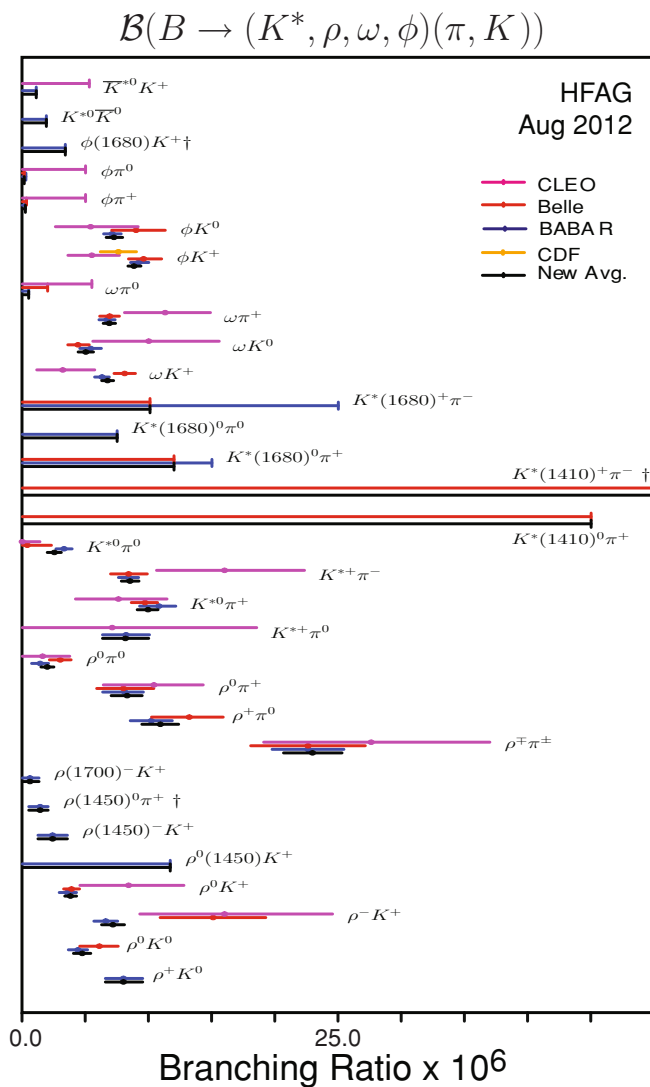 𝓑(B → (K*, ρ, ω, ϕ)(π, K))
K̅*⁰K⁺
HFAG
K*⁰K̅⁰
Aug 2012
ϕ(1680)K⁺†
ϕπ⁰
CLEO
ϕπ⁺
Belle
ϕK⁰
BABAR
ϕK⁺
CDF
ωπ⁰
New Avg.
ωπ⁺
ωK⁰
ωK⁺
K*(1680)⁺π⁻
K*(1680)⁰π⁰
K*(1680)⁰π⁺
K*(1410)⁺π⁻ †
K*(1410)⁰π⁺
K*⁰π⁰
K*⁺π⁻
K*⁰π⁺
K*⁺π⁰
ρ⁰π⁰
ρ⁰π⁺
ρ⁺π⁰
ρ∓π±
ρ(1700)⁻K⁺
ρ(1450)⁰π⁺ †
ρ(1450)⁻K⁺
ρ⁰(1450)K⁺
ρ⁰K⁺
ρ⁻K⁺
ρ⁰K⁰
ρ⁺K⁰
0.0 25.0
Branching Ratio x 10⁶